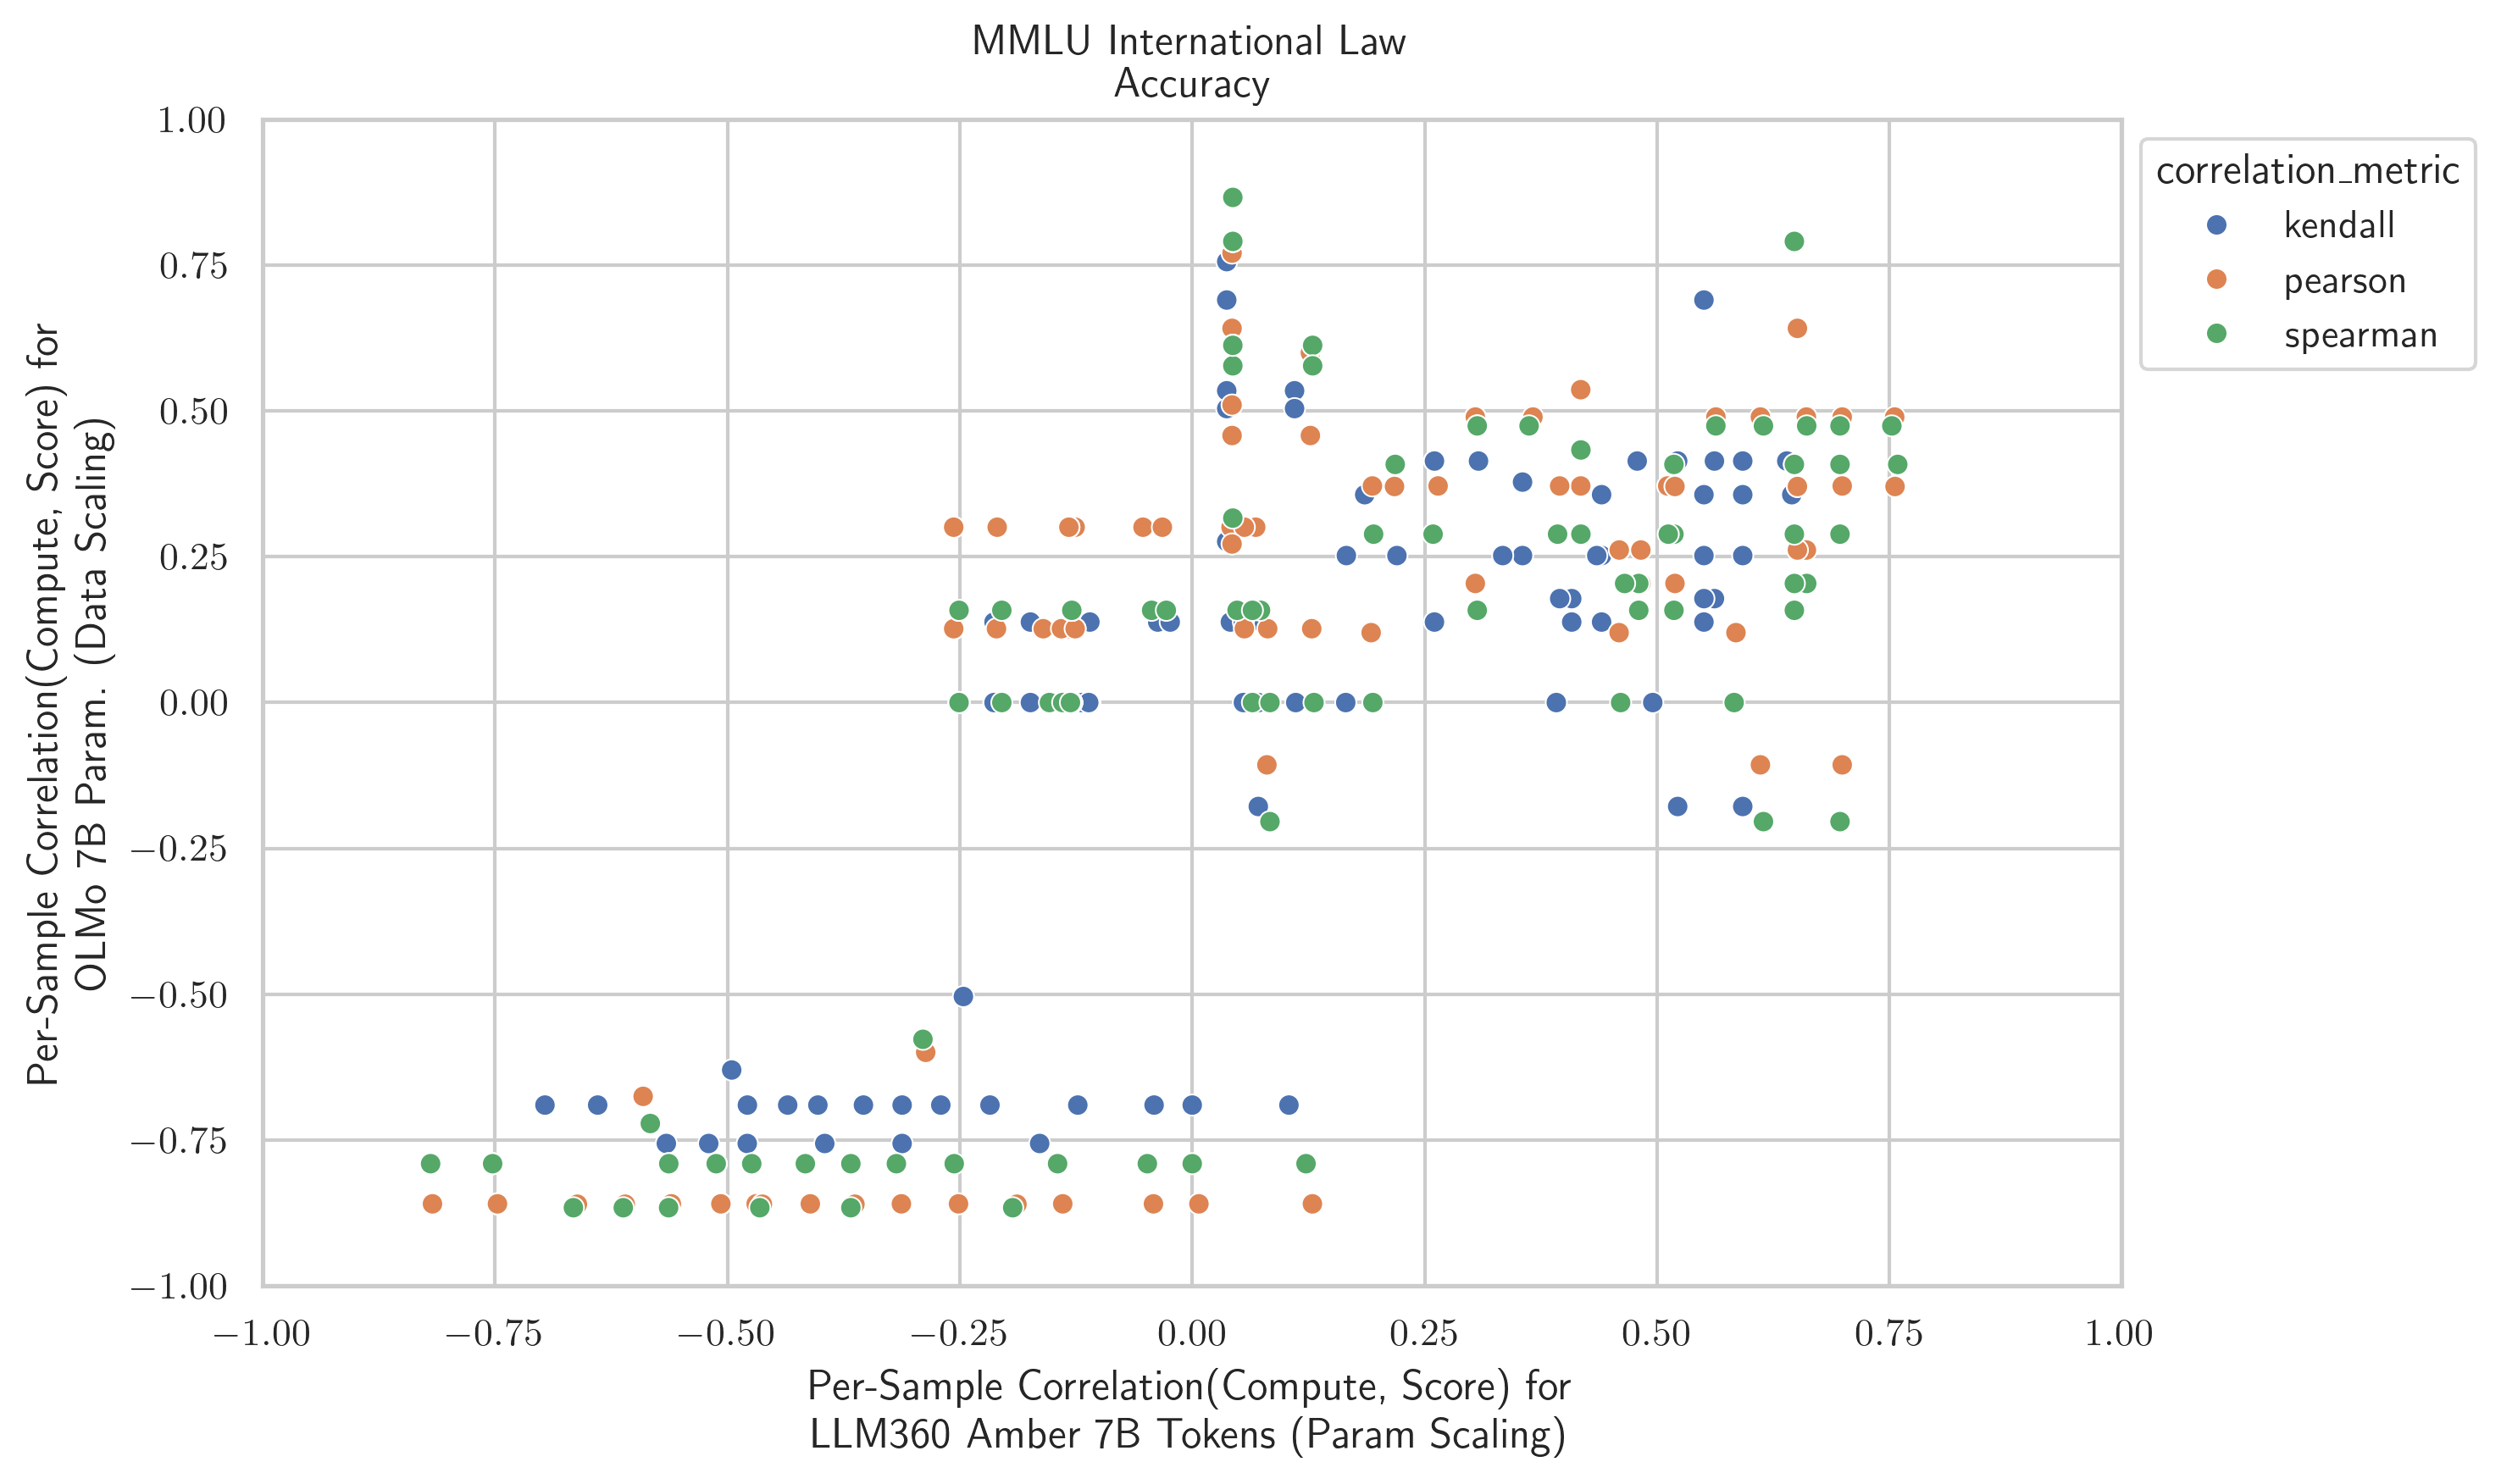 MMLU International Law
Accuracy
1.00
0.75
0.50
0.25
0.00
−0.25
−0.50
−0.75
−1.00
Per-Sample Correlation(Compute, Score) for
OLMo 7B Param. (Data Scaling)
correlation_metric
kendall
pearson
spearman
−1.00 −0.75 −0.50 −0.25 0.00 0.25 0.50 0.75 1.00
Per-Sample Correlation(Compute, Score) for
LLM360 Amber 7B Tokens (Param Scaling)